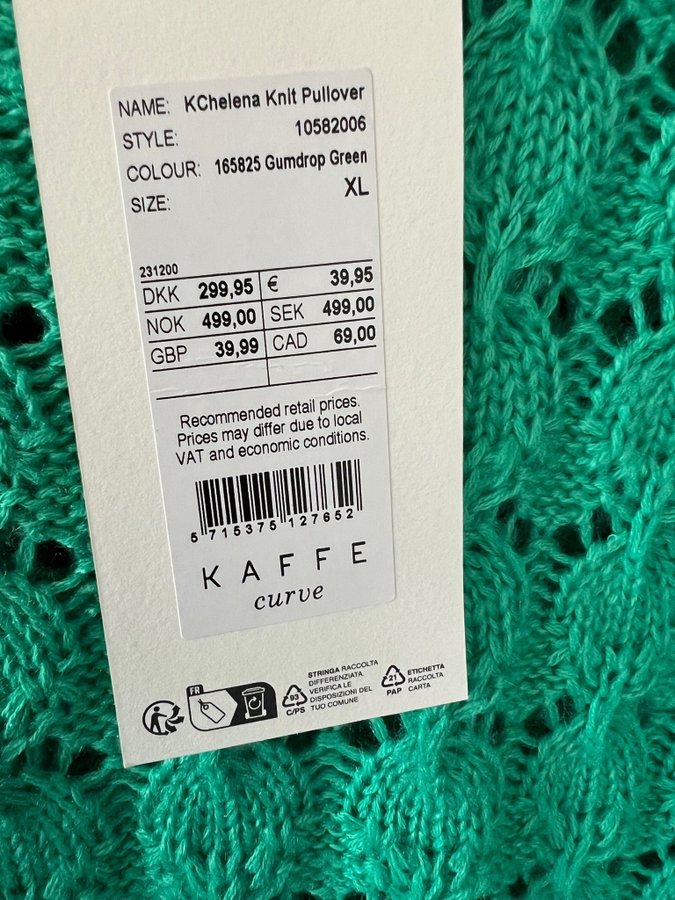 NAME: KChelena Knit Pullover
STYLE: 10582006
COLOUR: 165825 Gumdrop Green
SIZE: XL
231200
DKK 299,95 € 39,95
NOK 499,00 SEK 499,00
GBP 39,99 CAD 69,00
Recommended retail prices.
Prices may differ due to local
VAT and economic conditions.
5 715375 127652
KAFFE
curve
FR
93
C/PS
STRINGA RACCOLTA
DIFFERENZIATA.
VERIFICA LE
DISPOSIZIONI DEL
TUO COMUNE
21
PAP
ETICHETTA
RACCOLTA
CARTA